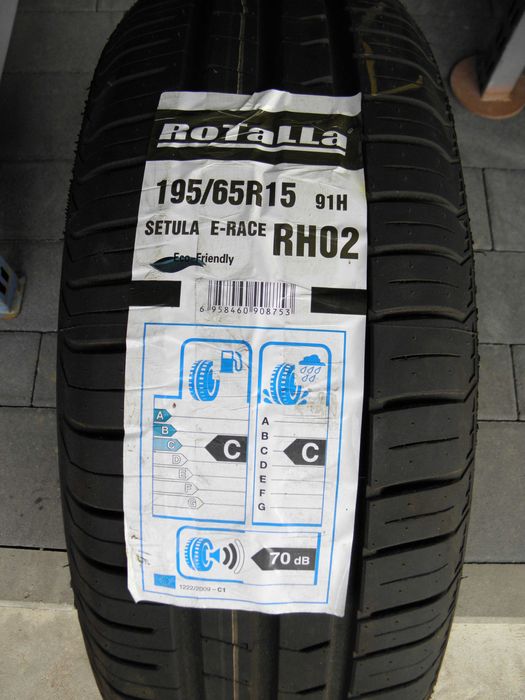 RoTaLLa
195/65R15 91H
SETULA E-RACE RH02
Eco Friendly
6 958460 908753
A
B
C
D
E
F
G
C
A
B
C
D
E
F
G
C
70 dB
1222/2009 - C1